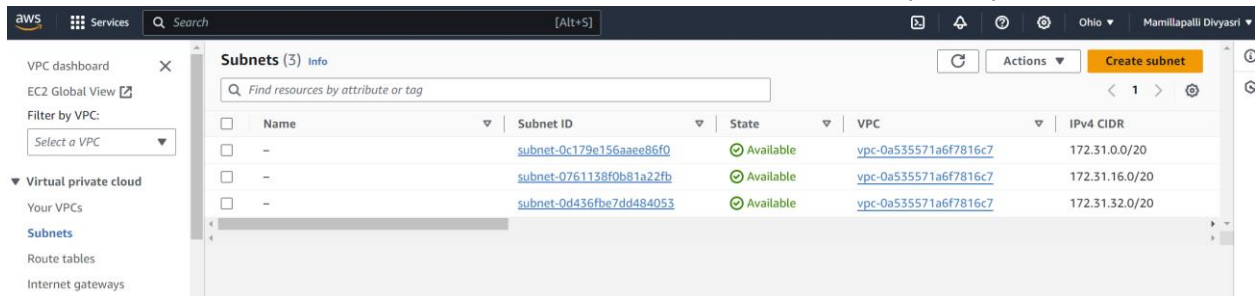 aws Services Search [Alt+S] Ohio Mamillapalli Divyasri
VPC dashboard
EC2 Global View
Filter by VPC:
Select a VPC
Virtual private cloud
Your VPCs
Subnets
Route tables
Internet gateways
Subnets (3) Info
Actions Create subnet
Find resources by attribute or tag
1
Name Subnet ID State VPC IPv4 CIDR
– subnet-0c179e156aaee86f0 Available vpc-0a535571a6f7816c7 172.31.0.0/20
– subnet-0761138f0b81a22fb Available vpc-0a535571a6f7816c7 172.31.16.0/20
– subnet-0d436fbe7dd484053 Available vpc-0a535571a6f7816c7 172.31.32.0/20